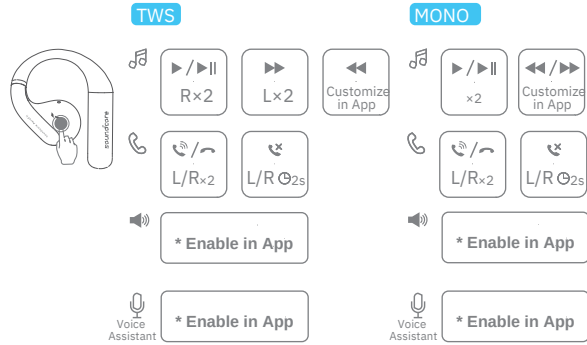 TWS
MONO
R×2
L×2
Customize
in App
×2
Customize
in App
L/R×2
L/R 2s
L/R×2
L/R 2s
* Enable in App
* Enable in App
Voice
Assistant
* Enable in App
Voice
Assistant
* Enable in App
soundcore